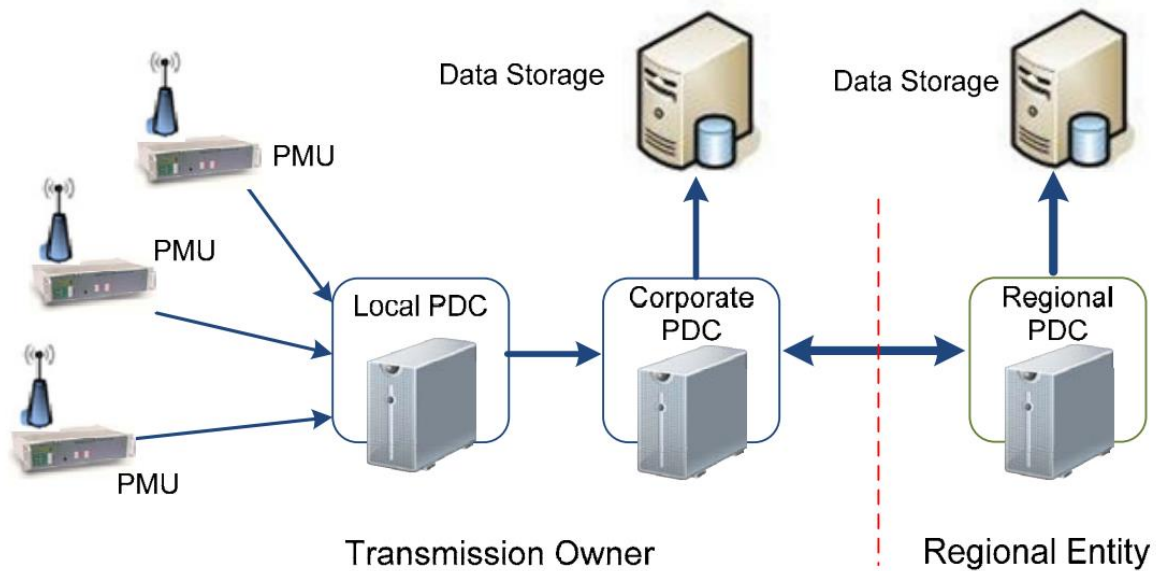 Data Storage
Data Storage
PMU
PMU
PMU
Local PDC
Corporate
PDC
Regional
PDC
Transmission Owner
Regional Entity